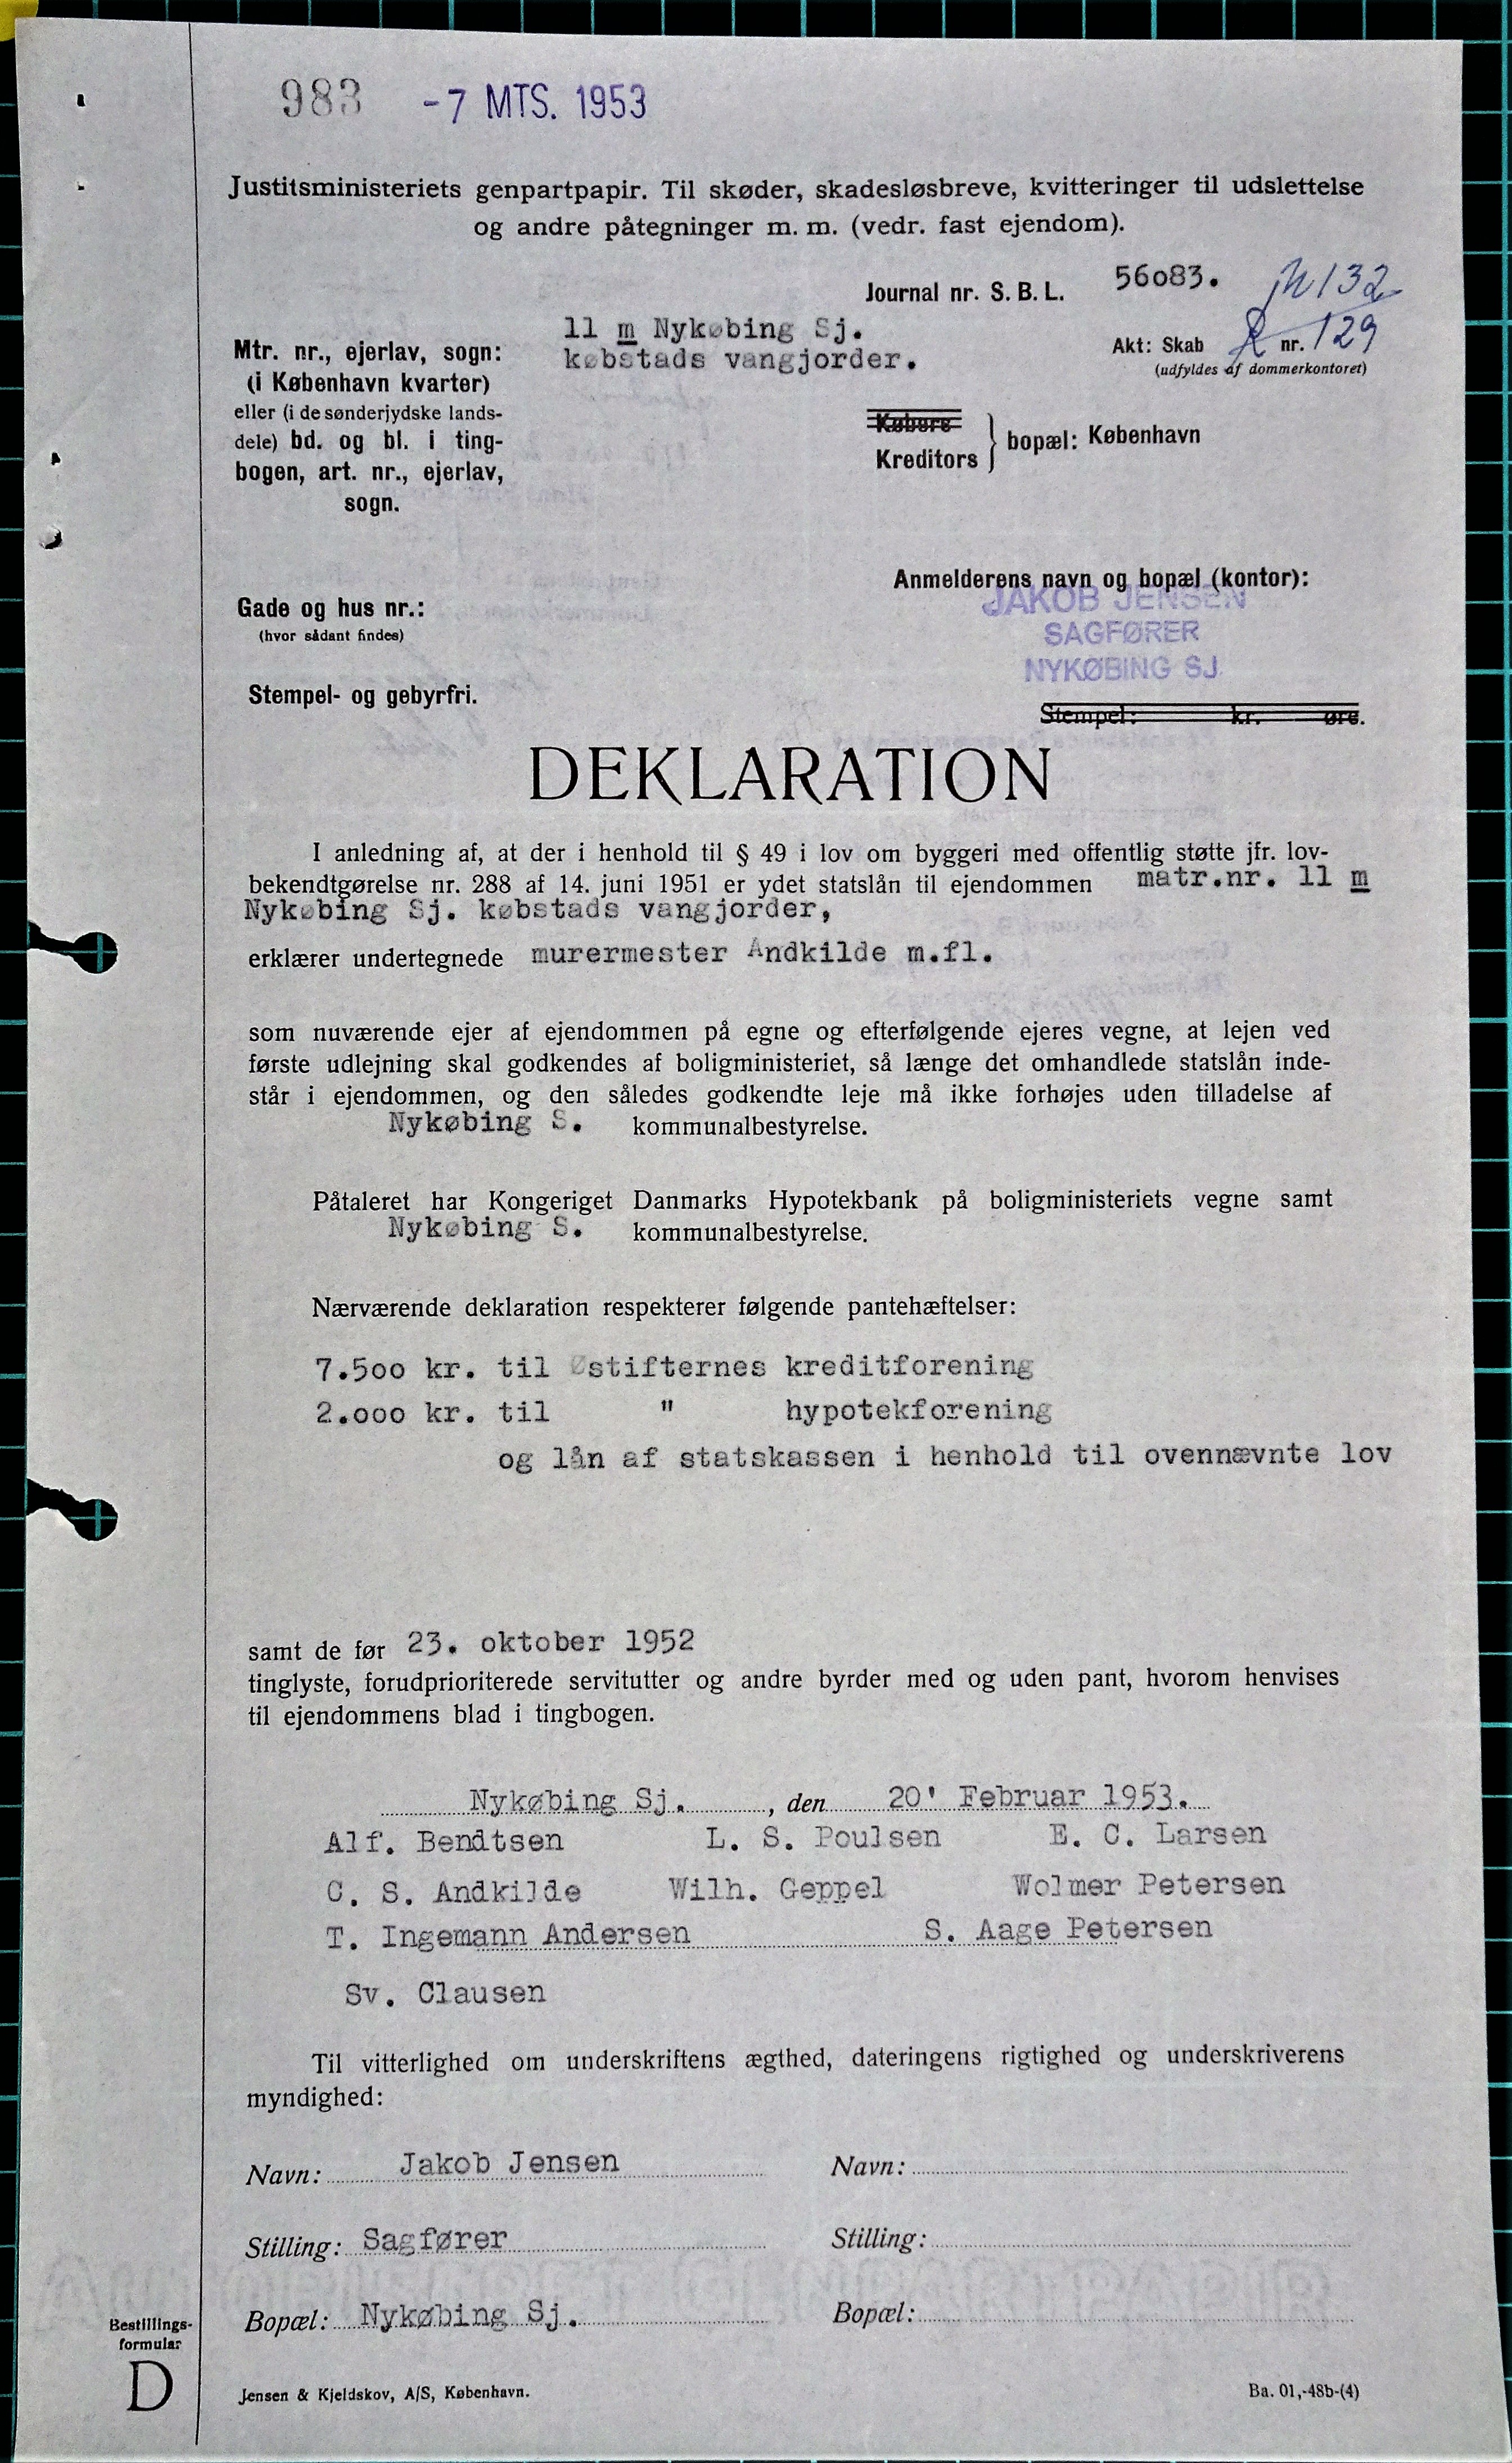 983 -7 MTS. 1953
Justitsministeriets genpartpapir. Til skøder, skadesløsbreve, kvitteringer til udslettelse
og andre påtegninger m. m. (vedr. fast ejendom).
Journal nr. S. B. L. 56o83.
132
Mtr. nr., ejerlav, sogn:
(i København kvarter)
eller (i de sønderjydske lands-
dele) bd. og bl. i ting-
bogen, art. nr., ejerlav,
sogn.
11 m Nykøbing Sj.
købstads vangjorder.
Akt: Skab R nr. 129
(udfyldes af dommerkontoret)
Købers
Kreditors
bopæl: København
Anmelderens navn og bopæl (kontor):
JAKOB JENSEN
SAGFØRER
NYKØBING SJ.
Gade og hus nr.:
(hvor sådant findes)
Stempel- og gebyrfri.
Stempel: kr. øre.
DEKLARATION
I anledning af, at der i henhold til § 49 i lov om byggeri med offentlig støtte jfr. lov-
bekendtgørelse nr. 288 af 14. juni 1951 er ydet statslån til ejendommen matr.nr. 11 m
Nykøbing Sj. købstads vangjorder,
erklærer undertegnede murermester Andkilde m.fl.
som nuværende ejer af ejendommen på egne og efterfølgende ejeres vegne, at lejen ved
første udlejning skal godkendes af boligministeriet, så længe det omhandlede statslån inde-
står i ejendommen, og den således godkendte leje må ikke forhøjes uden tilladelse af
Nykøbing S. kommunalbestyrelse.
Påtaleret har Kongeriget Danmarks Hypotekbank på boligministeriets vegne samt
Nykøbing S. kommunalbestyrelse.
Nærværende deklaration respekterer følgende pantehæftelser:
7.5oo kr. til Østifternes kreditforening
2.ooo kr. til " hypotekforening
og lån af statskassen i henhold til ovennævnte lov
samt de før 23. oktober 1952
tinglyste, forudprioriterede servitutter og andre byrder med og uden pant, hvorom henvises
til ejendommens blad i tingbogen.
Nykøbing Sj. , den 20' Februar 1953.
Alf. Bendtsen L. S. Poulsen E. C. Larsen
C. S. Andkilde Wilh. Geppel Wolmer Petersen
T. Ingemann Andersen S. Aage Petersen
Sv. Clausen
Til vitterlighed om underskriftens ægthed, dateringens rigtighed og underskriverens
myndighed:
Navn: Jakob Jensen Navn:
Stilling: Sagfører Stilling:
Bopæl: Nykøbing Sj. Bopæl:
Bestillings-
formular
D
Jensen & Kjeldskov, A/S, København. Ba. 01,-48b-(4)